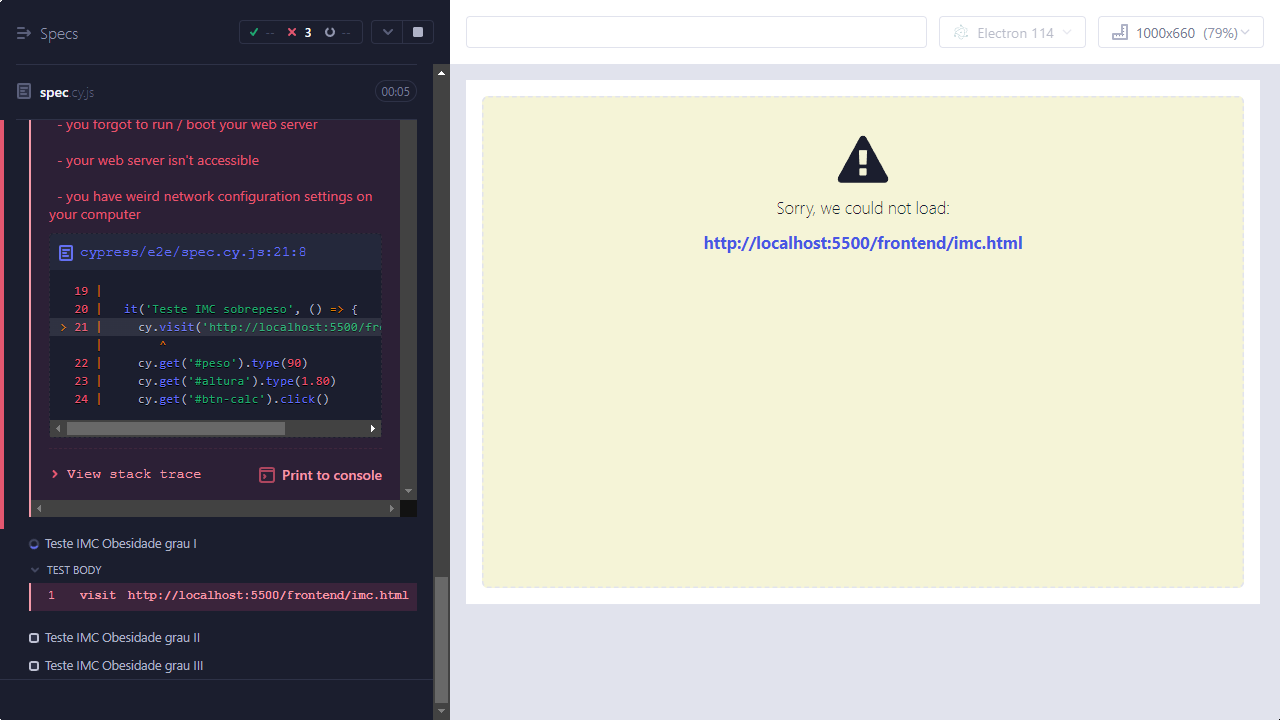 Specs
-- 3 --
Electron 114
1000x660 (79%)
spec.cy.js
00:05
- you forgot to run / boot your web server
- your web server isn't accessible
- you have weird network configuration settings on
your computer
cypress/e2e/spec.cy.js:21:8
19 |
20 | it('Teste IMC sobrepeso', () => {
> 21 | cy.visit('http://localhost:5500/fro
| ^
22 | cy.get('#peso').type(90)
23 | cy.get('#altura').type(1.80)
24 | cy.get('#btn-calc').click()
> View stack trace
Print to console
Teste IMC Obesidade grau I
TEST BODY
1 visit http://localhost:5500/frontend/imc.html
Teste IMC Obesidade grau II
Teste IMC Obesidade grau III
Sorry, we could not load:
http://localhost:5500/frontend/imc.html